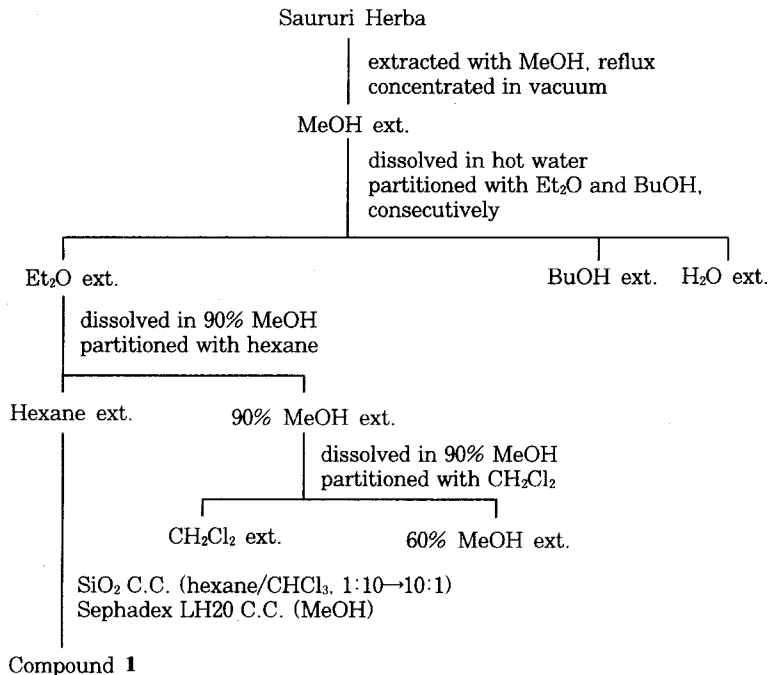 Saururi Herba
extracted with MeOH, reflux
concentrated in vacuum
MeOH ext.
dissolved in hot water
partitioned with Et₂O and BuOH,
consecutively
Et₂O ext.
BuOH ext.
H₂O ext.
dissolved in 90% MeOH
partitioned with hexane
Hexane ext.
90% MeOH ext.
dissolved in 90% MeOH
partitioned with CH₂Cl₂
CH₂Cl₂ ext.
60% MeOH ext.
SiO₂ C.C. (hexane/CHCl₃, 1:10→10:1)
Sephadex LH20 C.C. (MeOH)
Compound 1